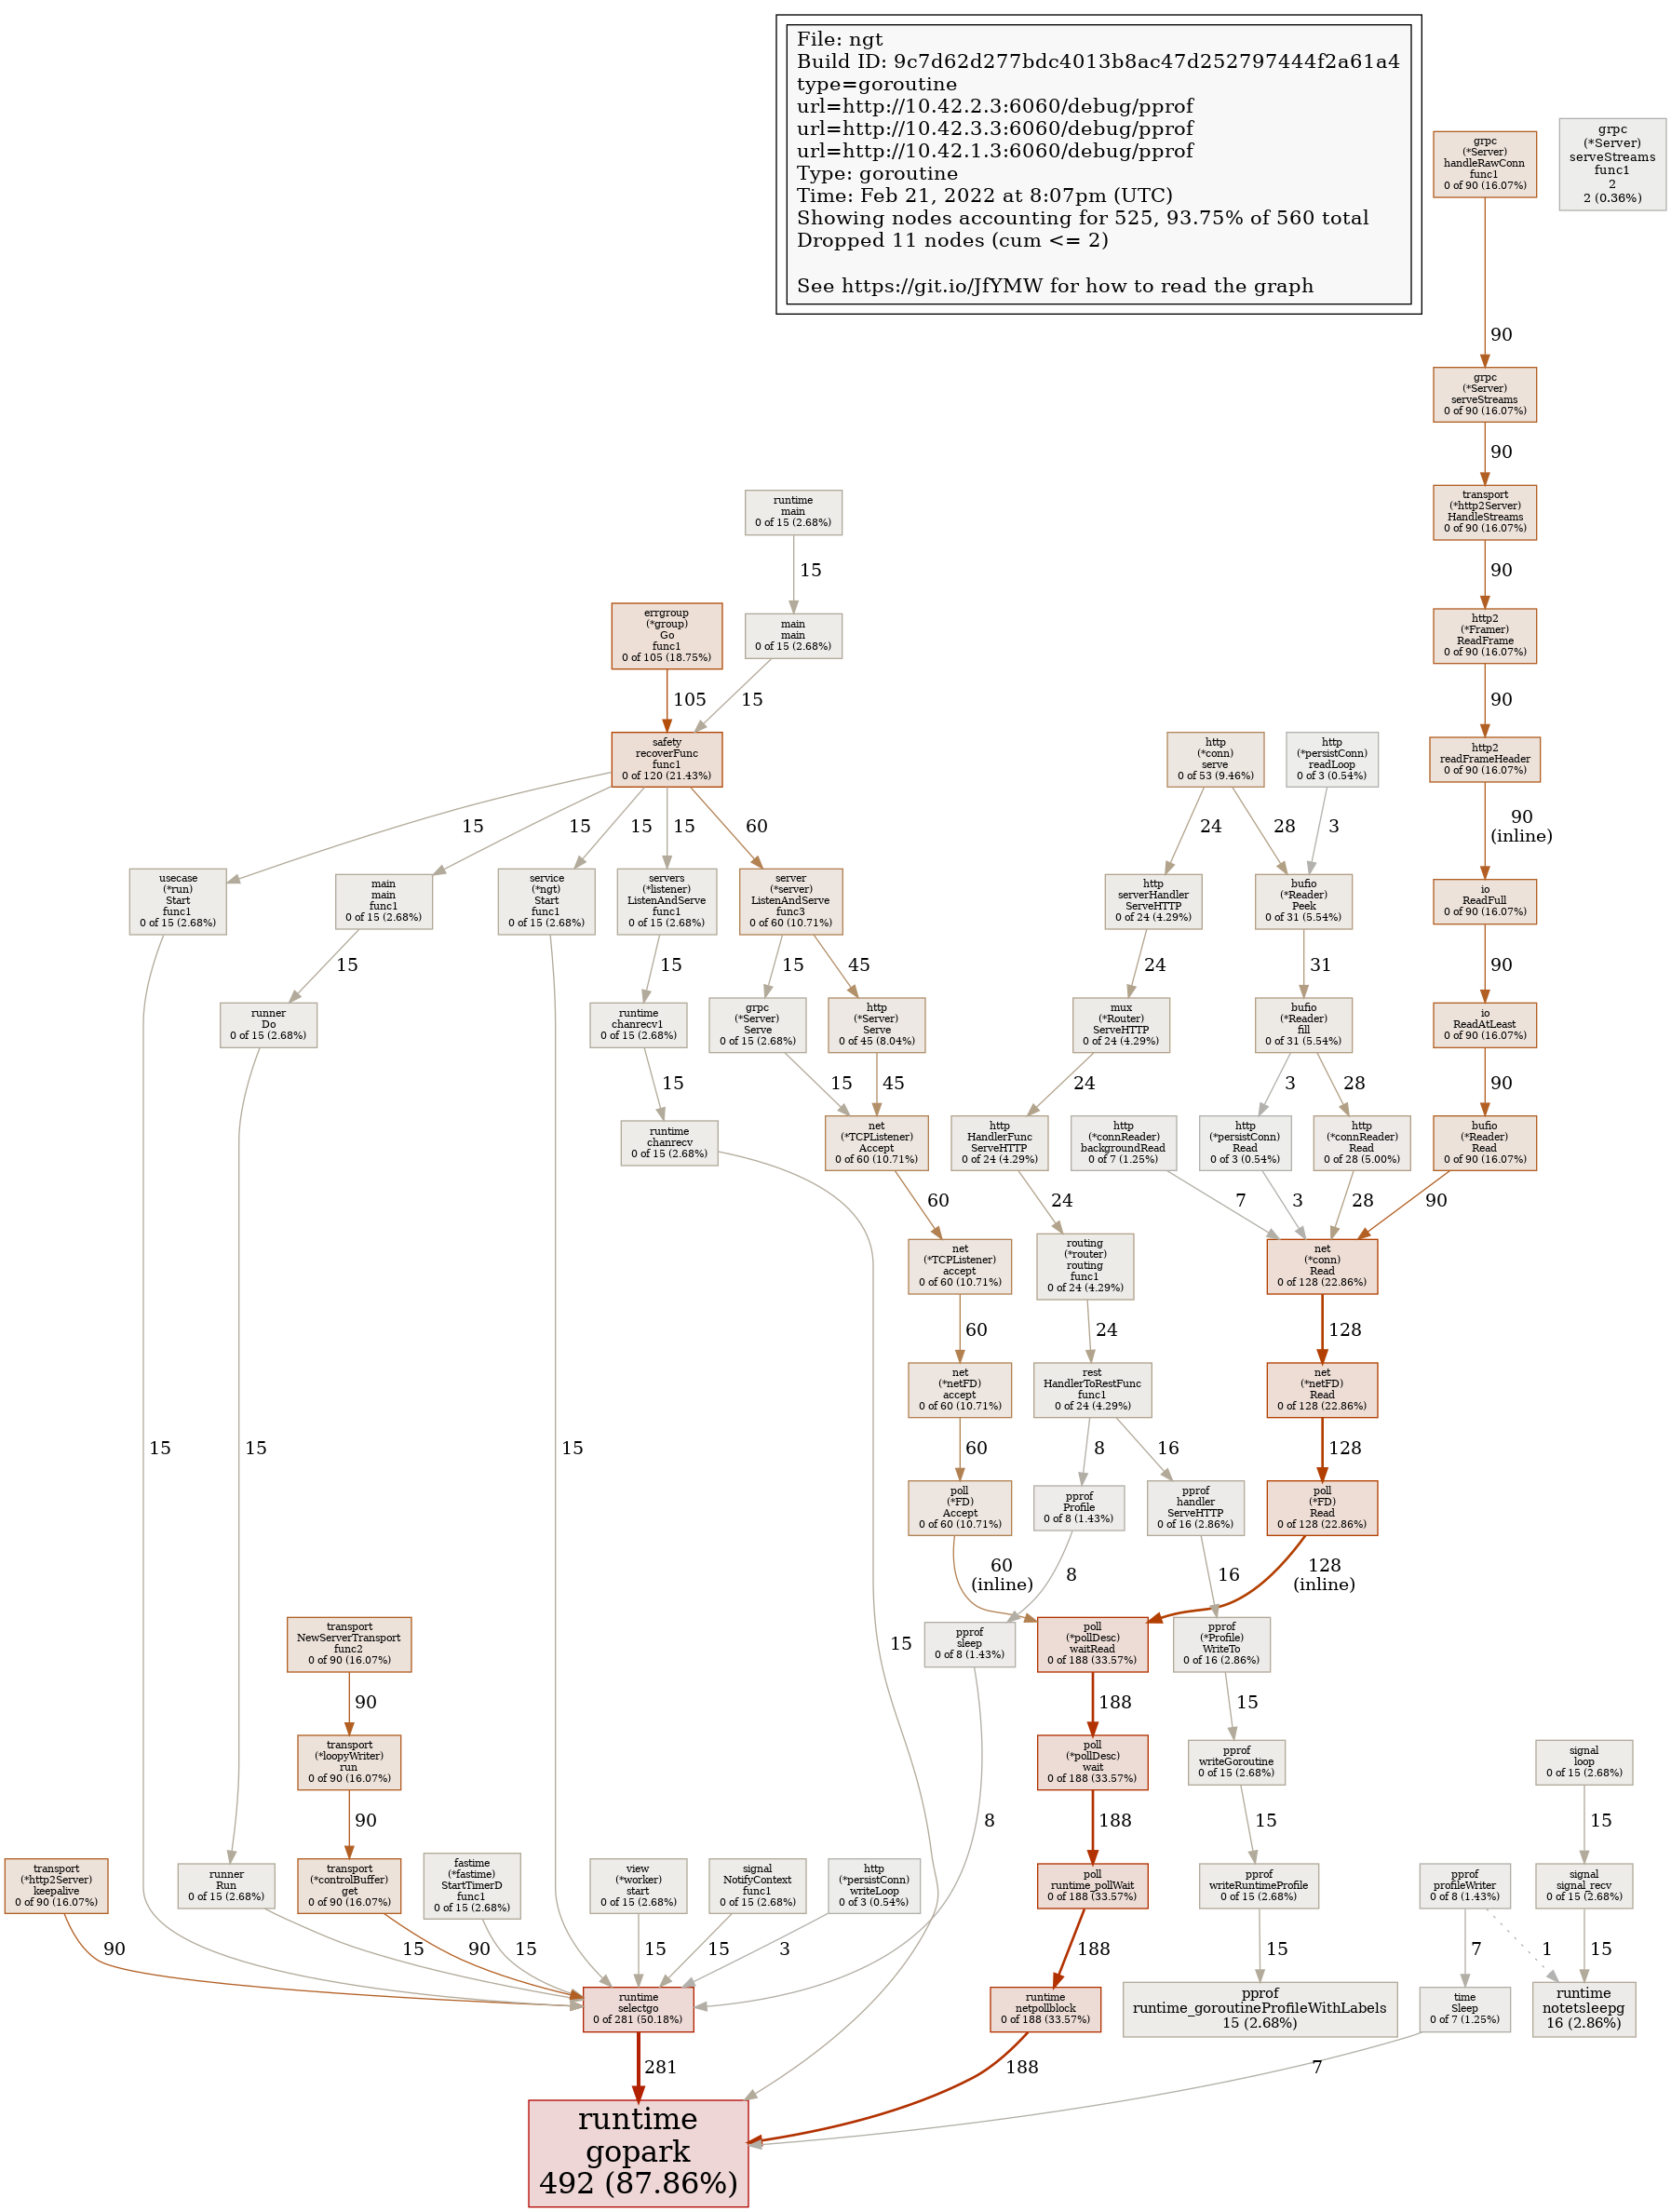 File: ngt
Build ID: 9c7d62d277bdc4013b8ac47d252797444f2a61a4
type=goroutine
url=http://10.42.2.3:6060/debug/pprof
url=http://10.42.3.3:6060/debug/pprof
url=http://10.42.1.3:6060/debug/pprof
Type: goroutine
Time: Feb 21, 2022 at 8:07pm (UTC)
Showing nodes accounting for 525, 93.75% of 560 total
Dropped 11 nodes (cum <= 2)
See https://git.io/JfYMW for how to read the graph
grpc
(*Server)
handleRawConn
func1
0 of 90 (16.07%)
grpc
(*Server)
serveStreams
func1
2
2 (0.36%)
90
grpc
(*Server)
serveStreams
0 of 90 (16.07%)
90
runtime
main
0 of 15 (2.68%)
transport
(*http2Server)
HandleStreams
0 of 90 (16.07%)
15
90
errgroup
(*group)
Go
func1
0 of 105 (18.75%)
main
main
0 of 15 (2.68%)
http2
(*Framer)
ReadFrame
0 of 90 (16.07%)
105
15
90
safety
recoverFunc
func1
0 of 120 (21.43%)
http
(*conn)
serve
0 of 53 (9.46%)
http
(*persistConn)
readLoop
0 of 3 (0.54%)
http2
readFrameHeader
0 of 90 (16.07%)
15
15
15
15
60
24
28
3
90
(inline)
usecase
(*run)
Start
func1
0 of 15 (2.68%)
main
main
func1
0 of 15 (2.68%)
service
(*ngt)
Start
func1
0 of 15 (2.68%)
servers
(*listener)
ListenAndServe
func1
0 of 15 (2.68%)
server
(*server)
ListenAndServe
func3
0 of 60 (10.71%)
http
serverHandler
ServeHTTP
0 of 24 (4.29%)
bufio
(*Reader)
Peek
0 of 31 (5.54%)
io
ReadFull
0 of 90 (16.07%)
15
15
15
45
24
31
90
runner
Do
0 of 15 (2.68%)
runtime
chanrecv1
0 of 15 (2.68%)
grpc
(*Server)
Serve
0 of 15 (2.68%)
http
(*Server)
Serve
0 of 45 (8.04%)
mux
(*Router)
ServeHTTP
0 of 24 (4.29%)
bufio
(*Reader)
fill
0 of 31 (5.54%)
io
ReadAtLeast
0 of 90 (16.07%)
15
15
45
24
3
28
90
runtime
chanrecv
0 of 15 (2.68%)
net
(*TCPListener)
Accept
0 of 60 (10.71%)
http
HandlerFunc
ServeHTTP
0 of 24 (4.29%)
http
(*connReader)
backgroundRead
0 of 7 (1.25%)
http
(*persistConn)
Read
0 of 3 (0.54%)
http
(*connReader)
Read
0 of 28 (5.00%)
bufio
(*Reader)
Read
0 of 90 (16.07%)
60
24
7
3
28
90
net
(*TCPListener)
accept
0 of 60 (10.71%)
routing
(*router)
routing
func1
0 of 24 (4.29%)
net
(*conn)
Read
0 of 128 (22.86%)
60
24
128
net
(*netFD)
accept
0 of 60 (10.71%)
rest
HandlerToRestFunc
func1
0 of 24 (4.29%)
net
(*netFD)
Read
0 of 128 (22.86%)
15
15
15
60
8
16
128
poll
(*FD)
Accept
0 of 60 (10.71%)
pprof
Profile
0 of 8 (1.43%)
pprof
handler
ServeHTTP
0 of 16 (2.86%)
poll
(*FD)
Read
0 of 128 (22.86%)
60
(inline)
8
16
128
(inline)
transport
NewServerTransport
func2
0 of 90 (16.07%)
15
pprof
sleep
0 of 8 (1.43%)
poll
(*pollDesc)
waitRead
0 of 188 (33.57%)
pprof
(*Profile)
WriteTo
0 of 16 (2.86%)
90
188
15
transport
(*loopyWriter)
run
0 of 90 (16.07%)
poll
(*pollDesc)
wait
0 of 188 (33.57%)
pprof
writeGoroutine
0 of 15 (2.68%)
signal
loop
0 of 15 (2.68%)
90
8
188
15
15
transport
(*http2Server)
keepalive
0 of 90 (16.07%)
runner
Run
0 of 15 (2.68%)
transport
(*controlBuffer)
get
0 of 90 (16.07%)
fastime
(*fastime)
StartTimerD
func1
0 of 15 (2.68%)
view
(*worker)
start
0 of 15 (2.68%)
signal
NotifyContext
func1
0 of 15 (2.68%)
http
(*persistConn)
writeLoop
0 of 3 (0.54%)
poll
runtime_pollWait
0 of 188 (33.57%)
pprof
writeRuntimeProfile
0 of 15 (2.68%)
pprof
profileWriter
0 of 8 (1.43%)
signal
signal_recv
0 of 15 (2.68%)
90
15
90
15
15
15
3
188
15
7
1
15
runtime
selectgo
0 of 281 (50.18%)
runtime
netpollblock
0 of 188 (33.57%)
pprof
runtime_goroutineProfileWithLabels
15 (2.68%)
time
Sleep
0 of 7 (1.25%)
runtime
notetsleepg
16 (2.86%)
281
188
7
runtime
gopark
492 (87.86%)